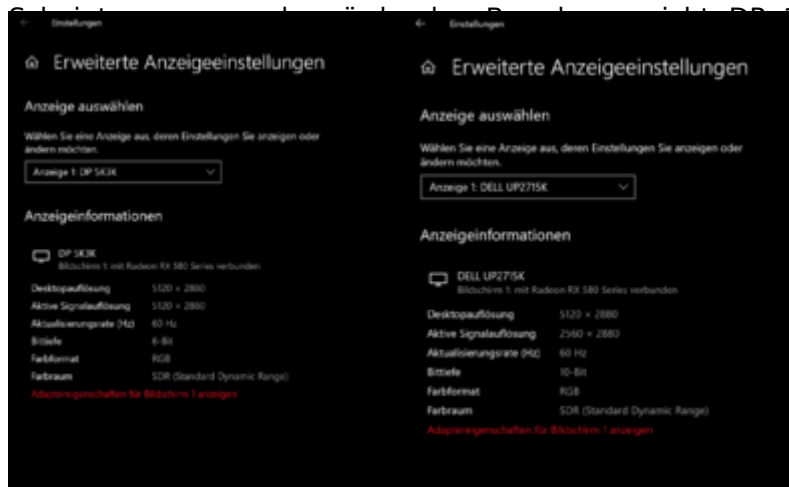 Einstellungen
Erweiterte Anzeigeeinstellungen
Anzeige auswählen
Wählen Sie eine Anzeige aus, deren Einstellungen Sie anzeigen oder
ändern möchten.
Anzeige 1: DP 5K3K
Anzeigeinformationen
DP 5K3K
Bildschirm 1: mit Radeon RX 580 Series verbunden
Desktopauflösung 5120 × 2880
Aktive Signalauflösung 5120 × 2880
Aktualisierungsrate (Hz) 60 Hz
Bittiefe 6-Bit
Farbformat RGB
Farbraum SDR (Standard Dynamic Range)
Adaptereigenschaften für Bildschirm 1 anzeigen
Einstellungen
Erweiterte Anzeigeeinstellungen
Anzeige auswählen
Wählen Sie eine Anzeige aus, deren Einstellungen Sie anzeigen oder
ändern möchten.
Anzeige 1: DELL UP2715K
Anzeigeinformationen
DELL UP2715K
Bildschirm 1: mit Radeon RX 580 Series verbunden
Desktopauflösung 5120 × 2880
Aktive Signalauflösung 2560 × 2880
Aktualisierungsrate (Hz) 60 Hz
Bittiefe 10-Bit
Farbformat RGB
Farbraum SDR (Standard Dynamic Range)
Adaptereigenschaften für Bildschirm 1 anzeigen